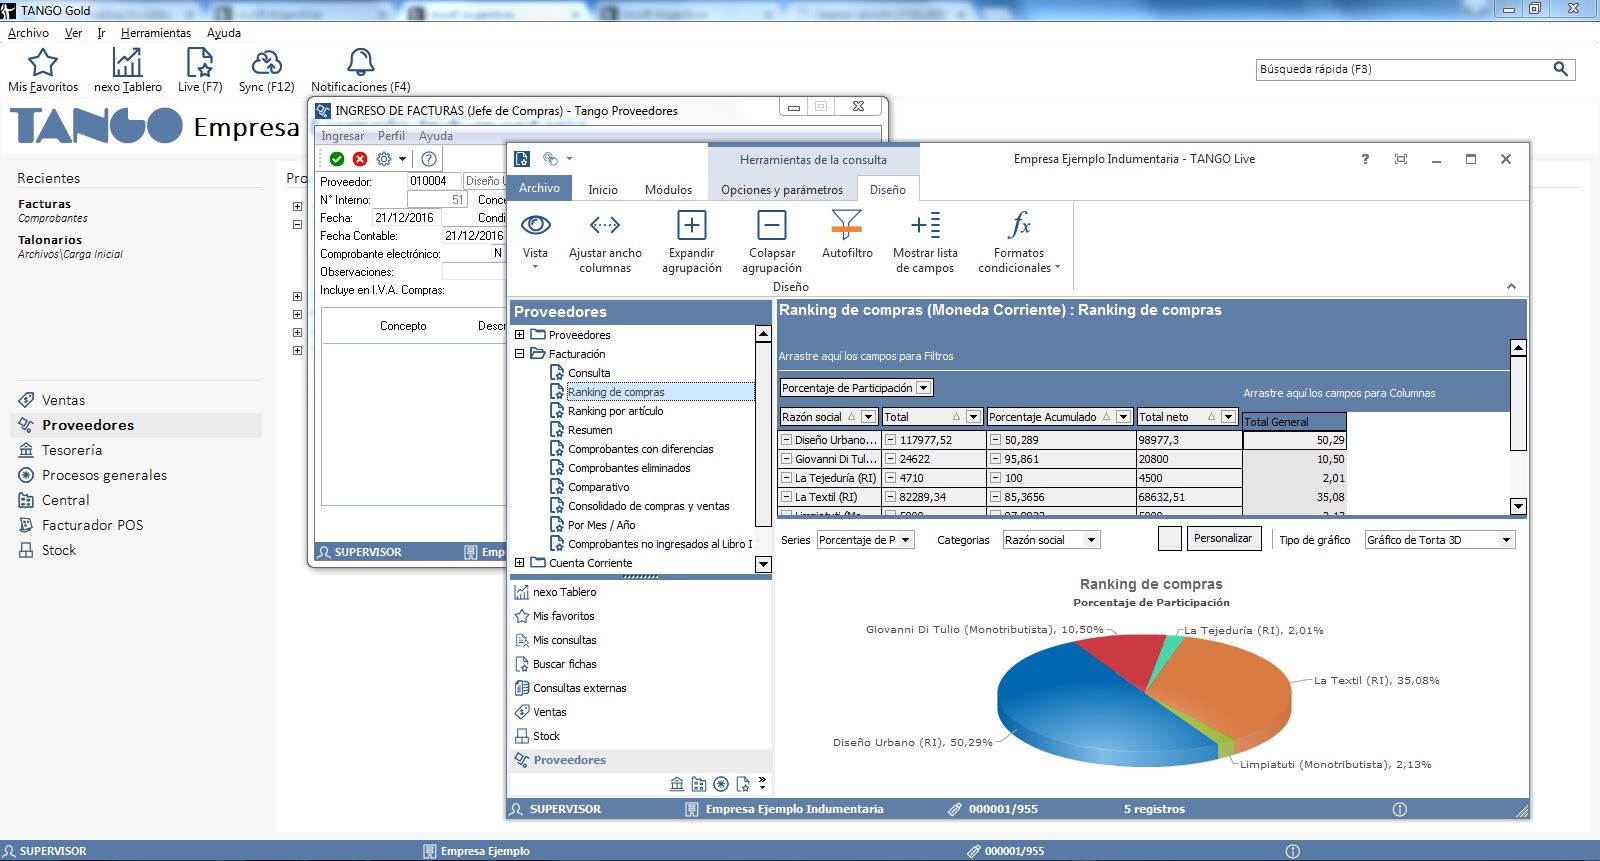 TANGO Gold
Archivo Ver Ir Herramientas Ayuda
Mis Favoritos nexo Tablero Live (F7) Sync (F12) Notificaciones (F4)
Búsqueda rápida (F3)
TANGO Empresa
Recientes
Facturas
Comprobantes
Talonarios
Archivos\Carga Inicial
Ventas
Proveedores
Tesorería
Procesos generales
Central
Facturador POS
Stock
INGRESO DE FACTURAS (Jefe de Compras) - Tango Proveedores
Ingresar Perfil Ayuda
Proveedor: 010004
N° Interno: 51
Fecha: 21/12/2016
Fecha Contable: 21/12/2016
Comprobante electrónico: N
Observaciones:
Incluye en I.V.A. Compras:
Concepto
SUPERVISOR
Herramientas de la consulta
Empresa Ejemplo Indumentaria - TANGO Live
Archivo Inicio Módulos Opciones y parámetros Diseño
Vista
Ajustar ancho columnas
Expandir agrupación
Colapsar agrupación
Autofiltro
Mostrar lista de campos
Formatos condicionales
Diseño
Proveedores
Proveedores
Facturación
Consulta
Ranking de compras
Ranking por artículo
Resumen
Comprobantes con diferencias
Comprobantes eliminados
Comparativo
Consolidado de compras y ventas
Por Mes / Año
Comprobantes no ingresados al Libro I
Cuenta Corriente
nexo Tablero
Mis favoritos
Mis consultas
Buscar fichas
Consultas externas
Ventas
Stock
Proveedores
Ranking de compras (Moneda Corriente) : Ranking de compras
Arrastre aquí los campos para Filtros
Porcentaje de Participación
Arrastre aquí los campos para Columnas
Razón social Total Porcentaje Acumulado Total neto Total General
Diseño Urbano... 117977,52 50,289 98977,3 50,29
Giovanni Di Tul... 24622 95,861 20800 10,50
La Tejeduría (RI) 4710 100 4500 2,01
La Textil (RI) 82289,34 85,3656 68632,51 35,08
Series Porcentaje de P Categorias Razón social Personalizar Tipo de gráfico Gráfico de Torta 3D
Ranking de compras
Porcentaje de Participación
Giovanni Di Tulio (Monotributista), 10,50%
La Tejeduría (RI), 2,01%
La Textil (RI), 35,08%
Diseño Urbano (RI), 50,29%
Limpiatuti (Monotributista), 2,13%
SUPERVISOR Empresa Ejemplo Indumentaria 000001/955 5 registros
SUPERVISOR Empresa Ejemplo 000001/955